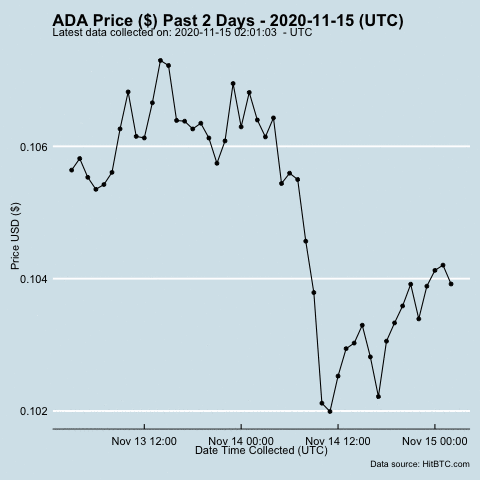 ADA Price ($) Past 2 Days - 2020-11-15 (UTC)
Latest data collected on: 2020-11-15 02:01:03  - UTC
0.106
Price USD ($)
0.104
0.102
Nov 13 12:00 Nov 14 00:00 Nov 14 12:00 Nov 15 00:00
Date Time Collected (UTC)
Data source: HitBTC.com